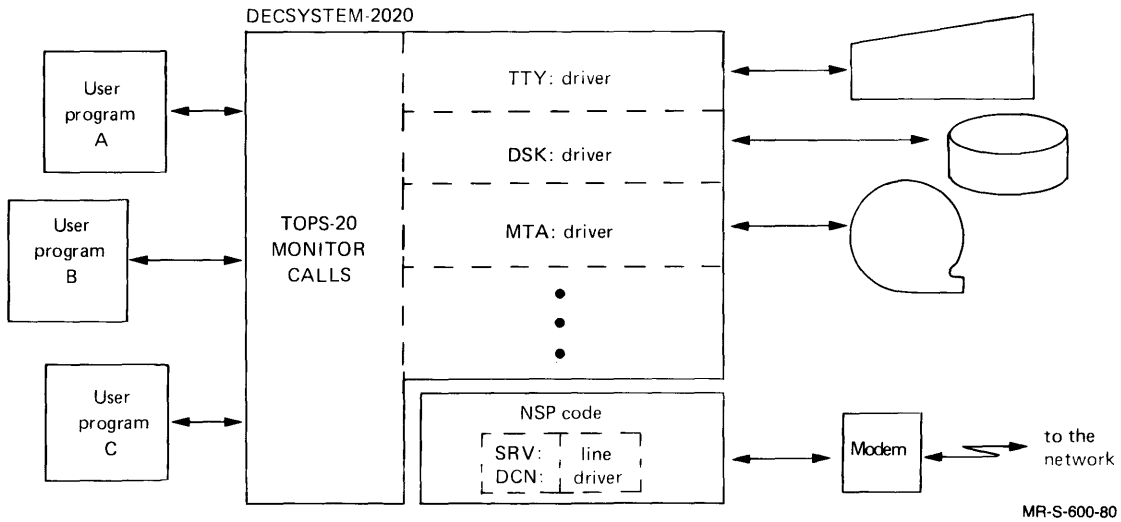 DECSYSTEM-2020
User
program
A
User
program
B
User
program
C
TOPS-20
MONITOR
CALLS
TTY: driver
DSK: driver
MTA: driver
NSP code
SRV: line
DCN: driver
Modem
to the
network
MR-S-600-80